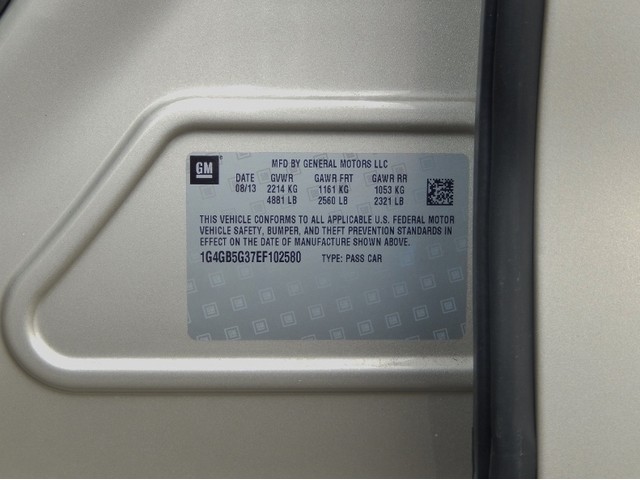 GM MFD BY GENERAL MOTORS LLC
DATE GVWR GAWR FRT GAWR RR
08/13 2214 KG 1161 KG 1053 KG
4881 LB 2560 LB 2321 LB
THIS VEHICLE CONFORMS TO ALL APPLICABLE U.S. FEDERAL MOTOR
VEHICLE SAFETY, BUMPER, AND THEFT PREVENTION STANDARDS IN
EFFECT ON THE DATE OF MANUFACTURE SHOWN ABOVE.
1G4GB5G37EF102580 TYPE: PASS CAR